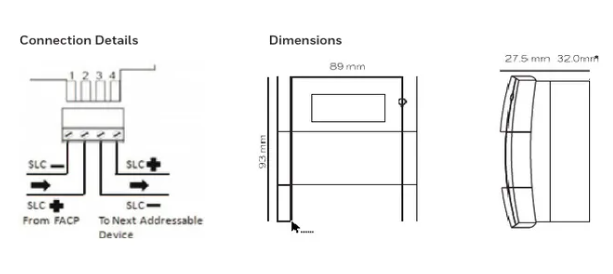 Connection Details
Dimensions
1 2 3 4
SLC − SLC +
SLC + SLC −
From FACP To Next Addressable
Device
89 mm
93 mm
27.5 mm 32.0mm